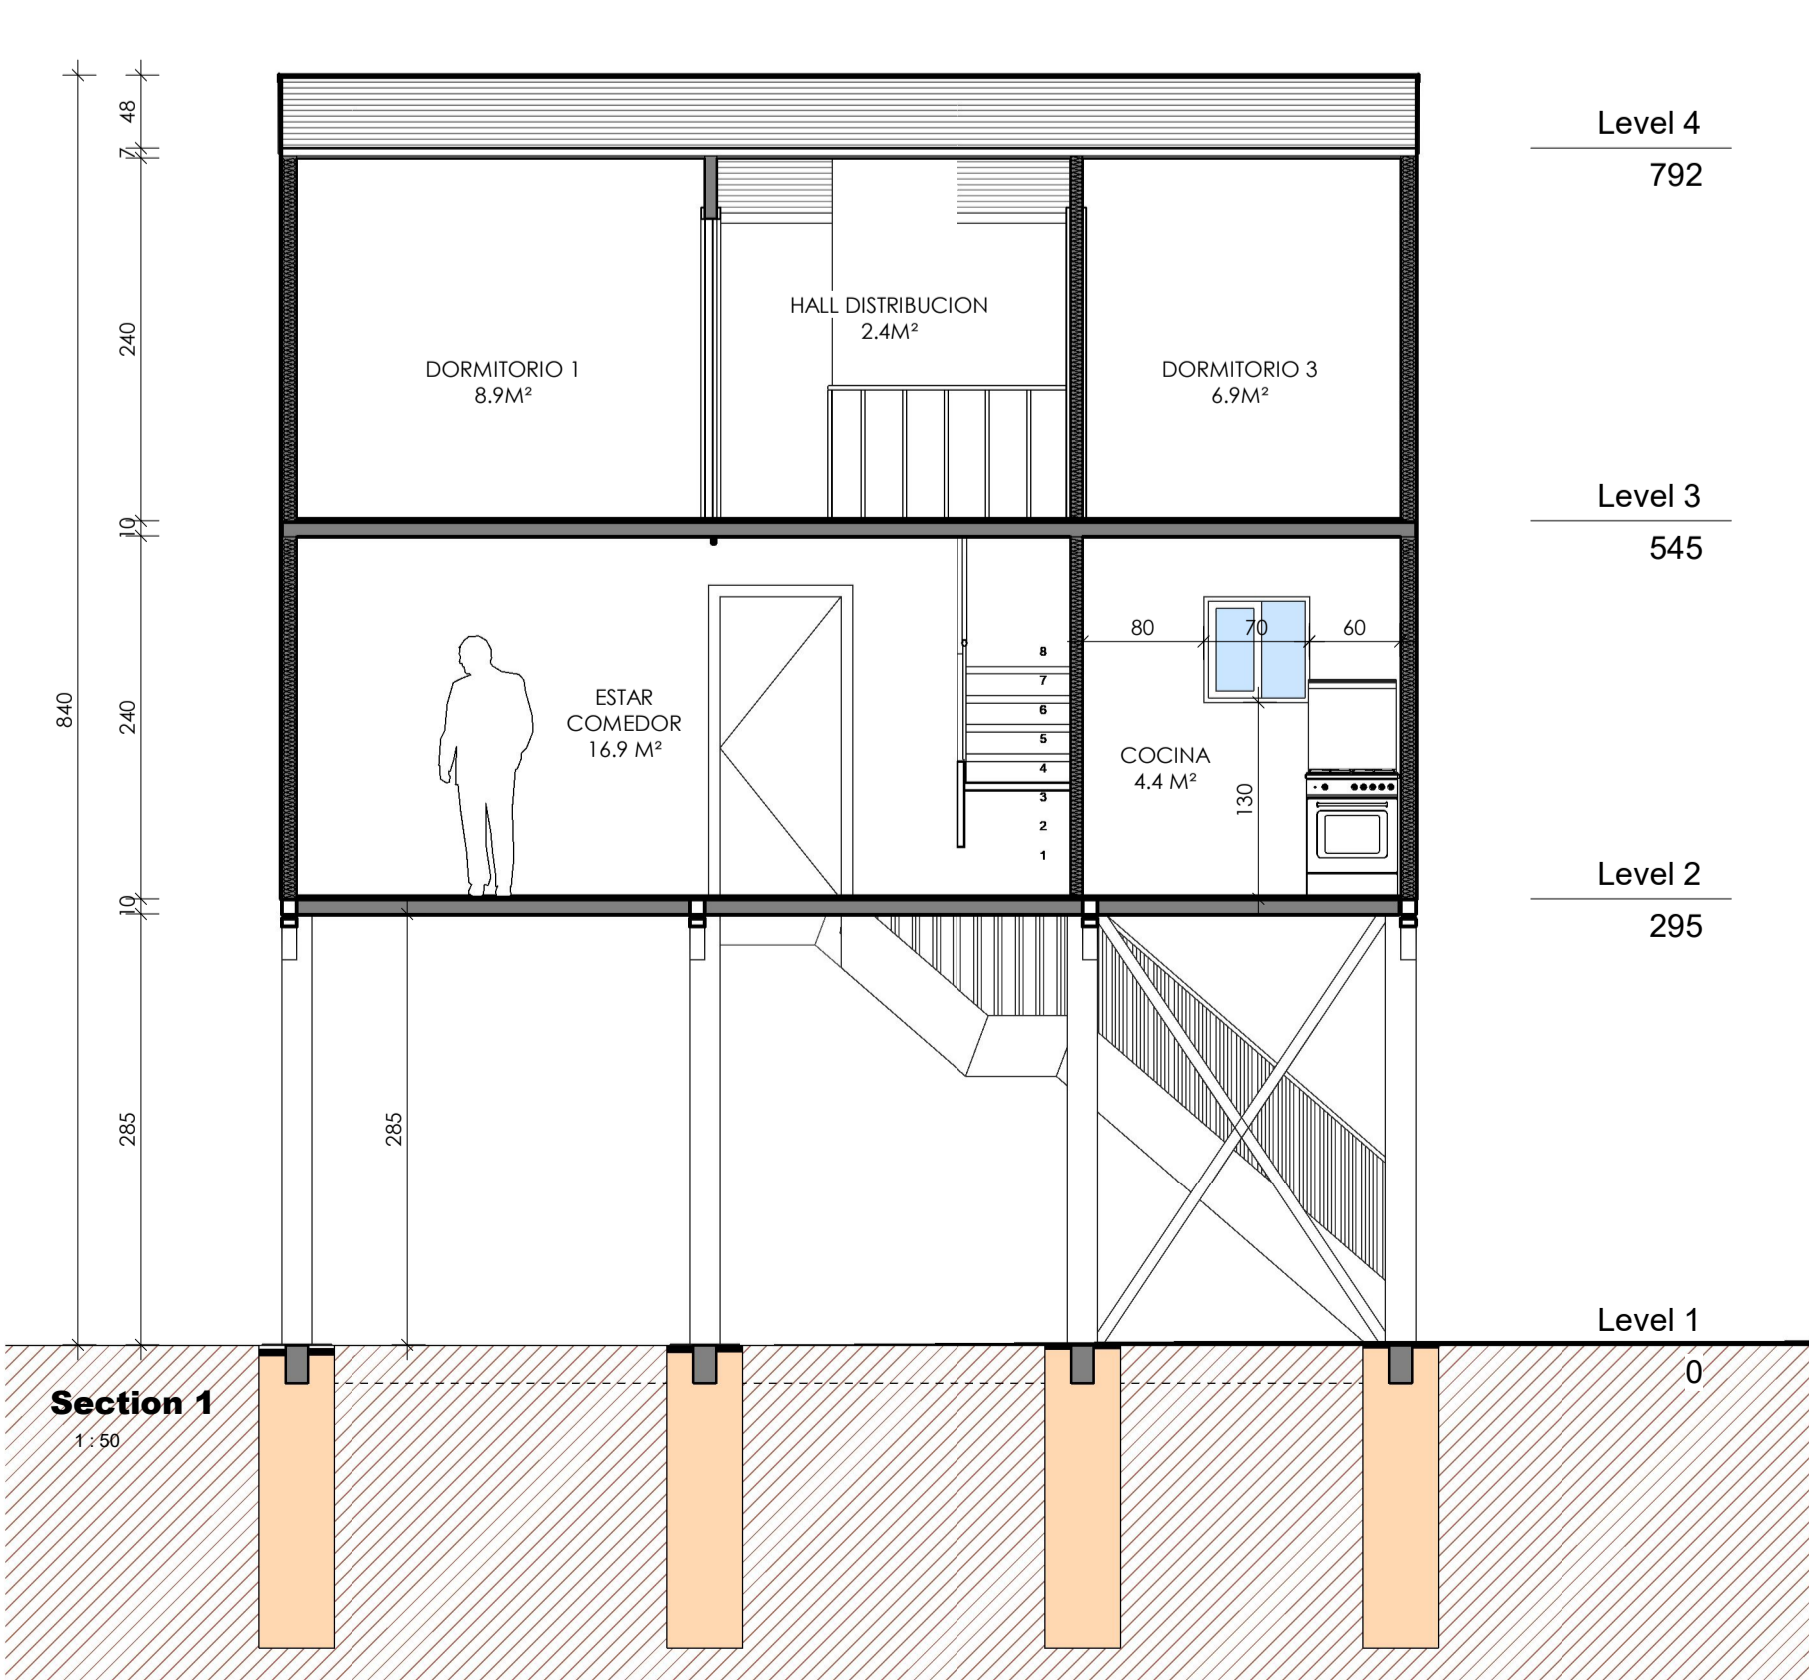 48
7
240
10
240
10
285
840
285
Level 4
792
Level 3
545
Level 2
295
Level 1
0
HALL DISTRIBUCION
2.4M²
DORMITORIO 1
8.9M²
DORMITORIO 3
6.9M²
ESTAR
COMEDOR
16.9 M²
8
7
6
5
4
3
2
1
80
70
60
COCINA
4.4 M²
130
Section 1
1 : 50